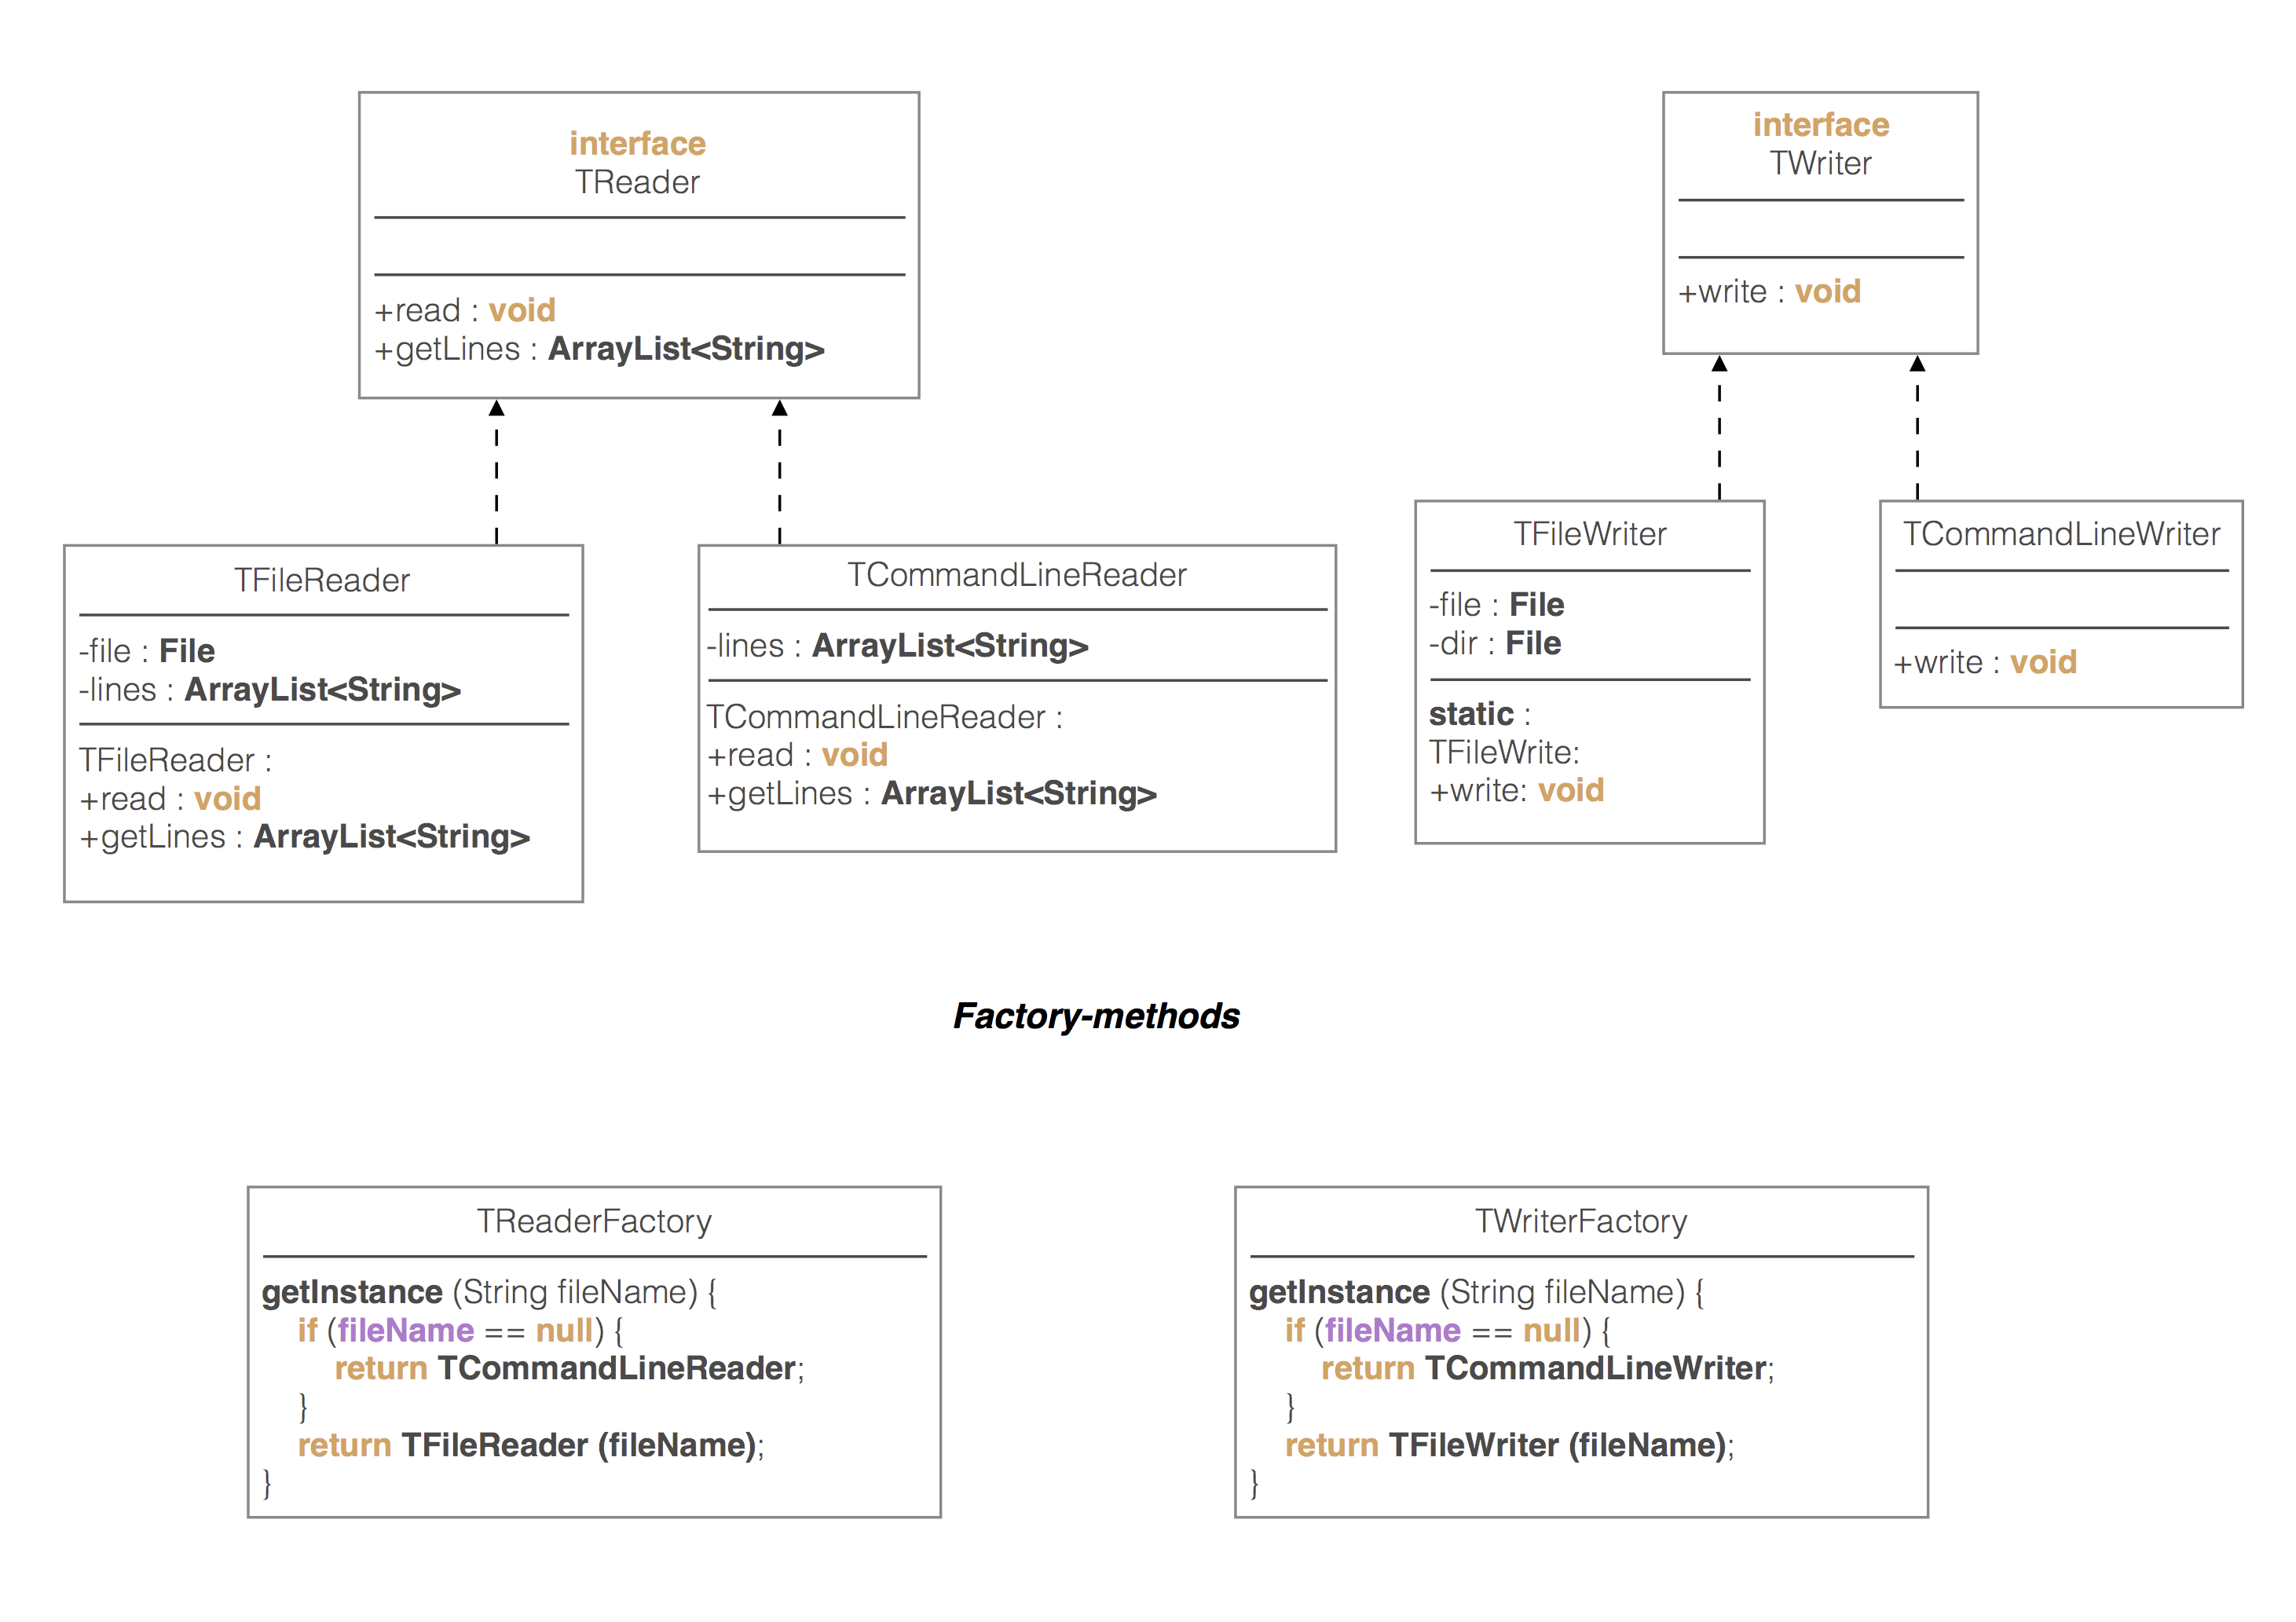 interface
TReader
+read : void
+getLines : ArrayList<String>
interface
TWriter
+write : void
TFileReader
-file : File
-lines : ArrayList<String>
TFileReader :
+read : void
+getLines : ArrayList<String>
TCommandLineReader
-lines : ArrayList<String>
TCommandLineReader :
+read : void
+getLines : ArrayList<String>
TFileWriter
-file : File
-dir : File
static :
TFileWrite:
+write: void
TCommandLineWriter
+write : void
Factory-methods
TReaderFactory
getInstance (String fileName) {
if (fileName == null) {
return TCommandLineReader;
}
return TFileReader (fileName);
}
TWriterFactory
getInstance (String fileName) {
if (fileName == null) {
return TCommandLineWriter;
}
return TFileWriter (fileName);
}